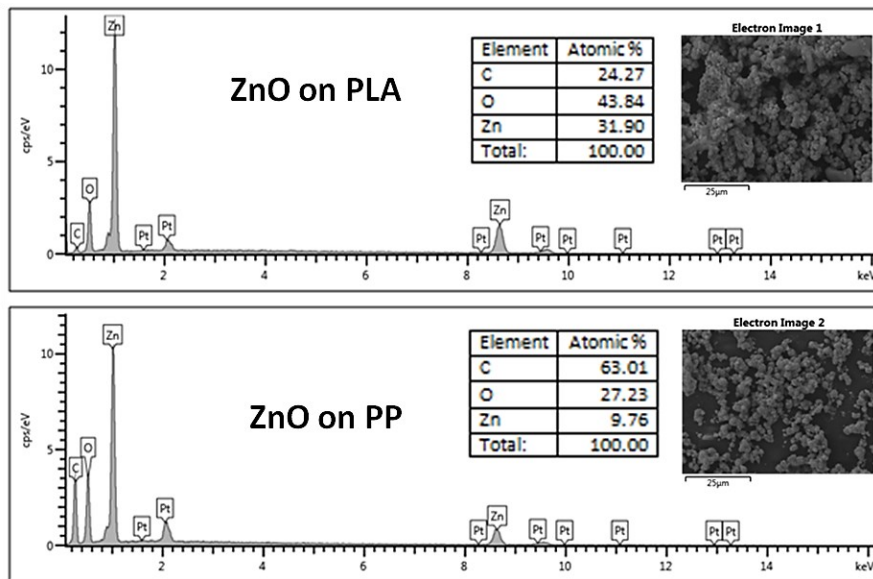 Zn
cps/eV
10
5
0
C
O
Pt
Pt
Pt
Zn
Pt
Pt
Pt
Pt
Pt
2
4
6
8
10
12
14
keV
ZnO on PLA
Element Atomic %
C 24.27
O 43.84
Zn 31.90
Total: 100.00
Electron Image 1
25µm
Zn
cps/eV
10
5
0
C
O
Pt
Pt
Pt
Zn
Pt
Pt
Pt
Pt
Pt
2
4
6
8
10
12
14
keV
ZnO on PP
Element Atomic %
C 63.01
O 27.23
Zn 9.76
Total: 100.00
Electron Image 2
25µm